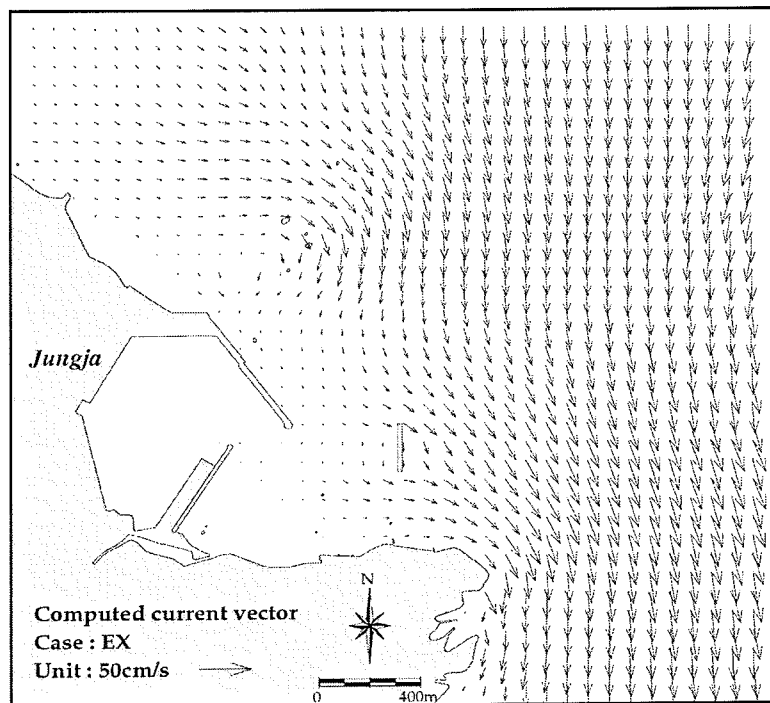 Jungja
N
Computed current vector
Case : EX
Unit : 50cm/s
0 400m